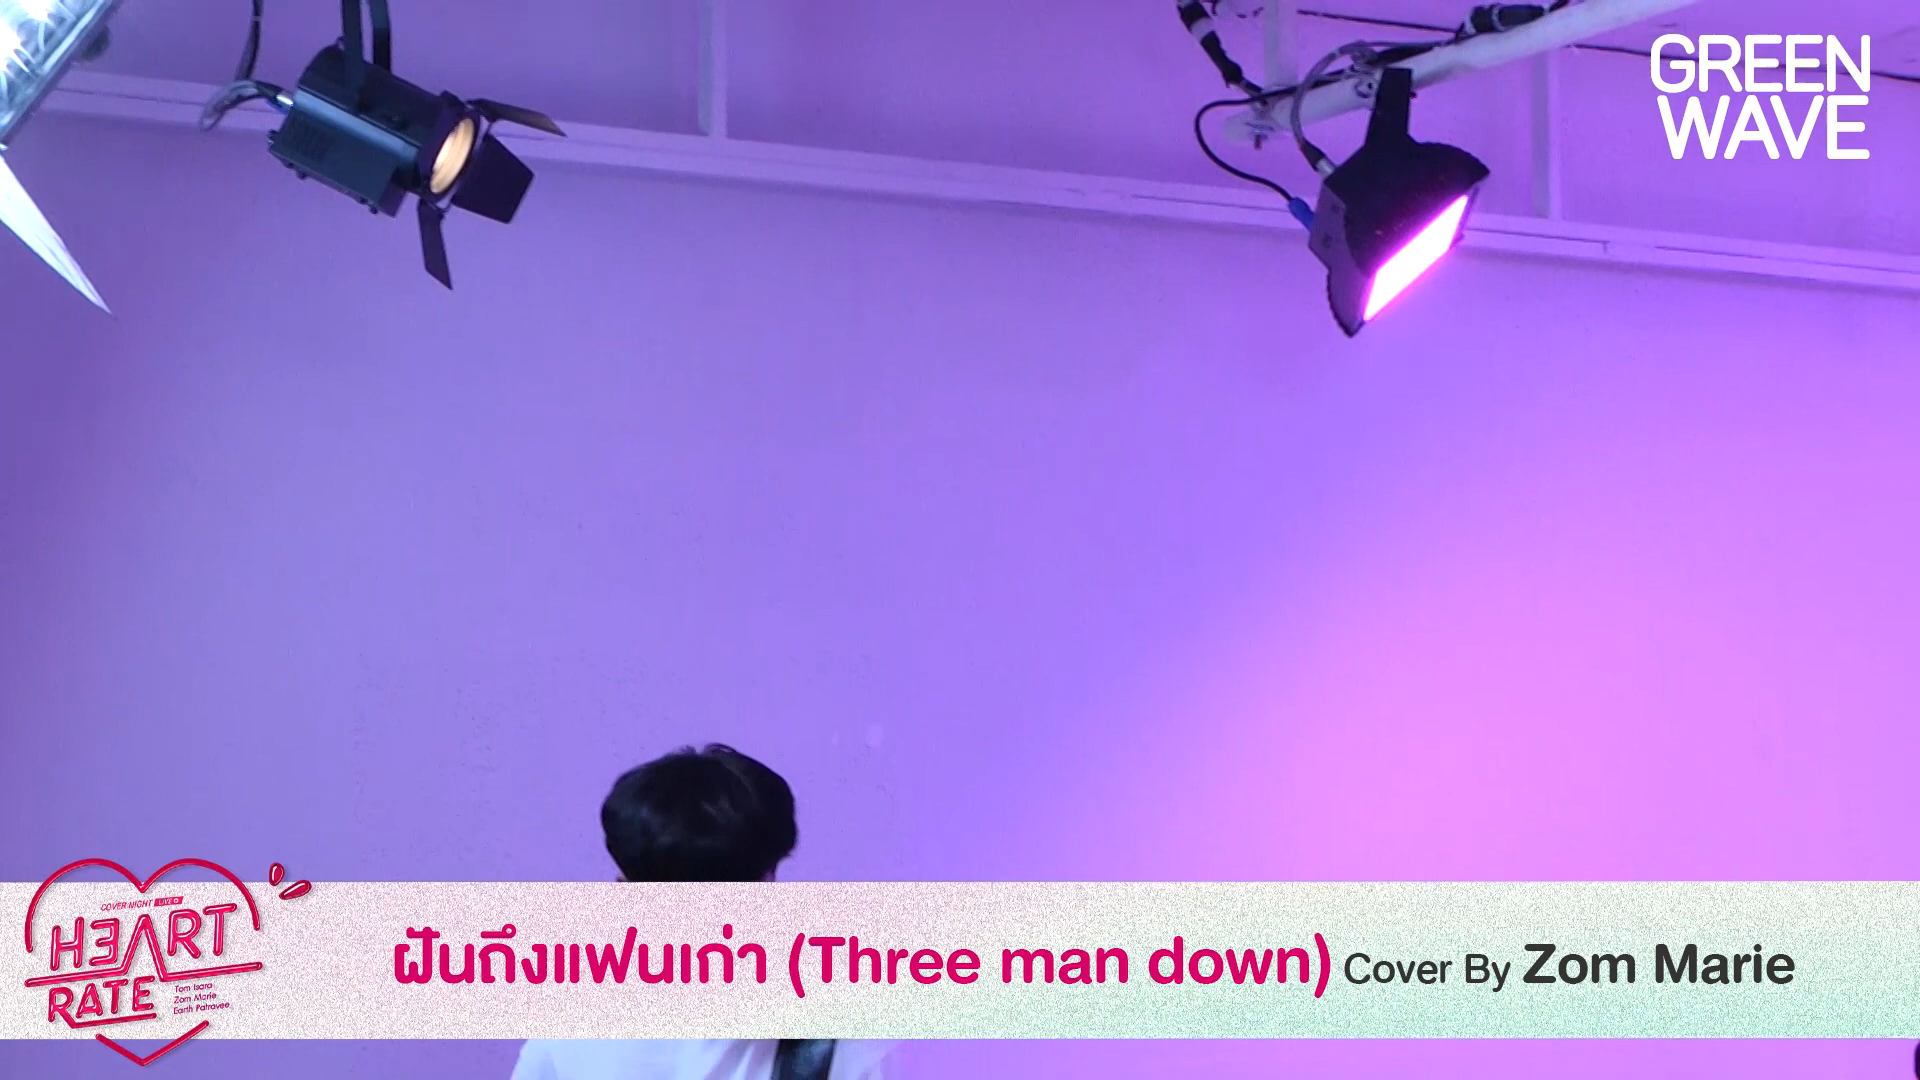 GREEN
WAVE
COVER NIGHT LIVE
HEART
RATE
Tom Isara
Zom Marie
Earth Patravee
ฝันถึงแฟนเก่า (Three man down) Cover By Zom Marie